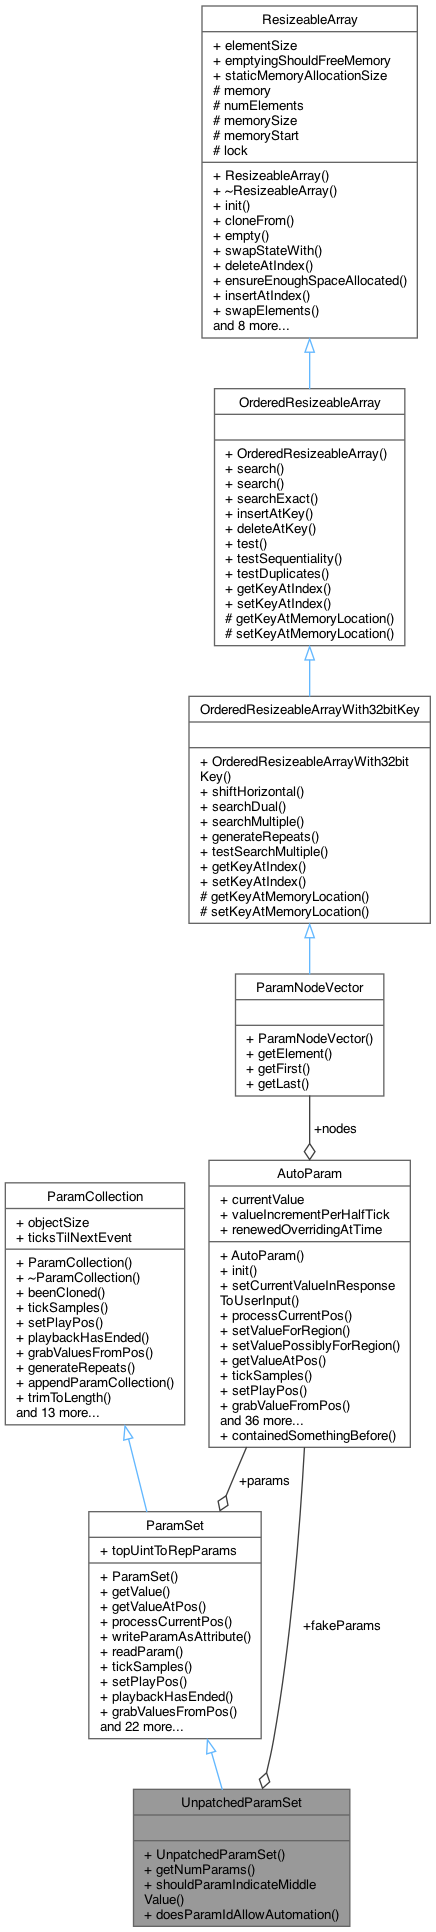 ResizeableArray
+ elementSize
+ emptyingShouldFreeMemory
+ staticMemoryAllocationSize
# memory
# numElements
# memorySize
# memoryStart
# lock
+ ResizeableArray()
+ ~ResizeableArray()
+ init()
+ cloneFrom()
+ empty()
+ swapStateWith()
+ deleteAtIndex()
+ ensureEnoughSpaceAllocated()
+ insertAtIndex()
+ swapElements()
and 8 more...
OrderedResizeableArray
+ OrderedResizeableArray()
+ search()
+ search()
+ searchExact()
+ insertAtKey()
+ deleteAtKey()
+ test()
+ testSequentiality()
+ testDuplicates()
+ getKeyAtIndex()
+ setKeyAtIndex()
# getKeyAtMemoryLocation()
# setKeyAtMemoryLocation()
OrderedResizeableArrayWith32bitKey
+ OrderedResizeableArrayWith32bit
Key()
+ shiftHorizontal()
+ searchDual()
+ searchMultiple()
+ generateRepeats()
+ testSearchMultiple()
+ getKeyAtIndex()
+ setKeyAtIndex()
# getKeyAtMemoryLocation()
# setKeyAtMemoryLocation()
ParamNodeVector
+ ParamNodeVector()
+ getElement()
+ getFirst()
+ getLast()
+nodes
AutoParam
+ currentValue
+ valueIncrementPerHalfTick
+ renewedOverridingAtTime
+ AutoParam()
+ init()
+ setCurrentValueInResponse
ToUserInput()
+ processCurrentPos()
+ setValueForRegion()
+ setValuePossiblyForRegion()
+ getValueAtPos()
+ tickSamples()
+ setPlayPos()
+ grabValueFromPos()
and 36 more...
+ containedSomethingBefore()
ParamCollection
+ objectSize
+ ticksTilNextEvent
+ ParamCollection()
+ ~ParamCollection()
+ beenCloned()
+ tickSamples()
+ setPlayPos()
+ playbackHasEnded()
+ grabValuesFromPos()
+ generateRepeats()
+ appendParamCollection()
+ trimToLength()
and 13 more...
+params
ParamSet
+ topUintToRepParams
+ ParamSet()
+ getValue()
+ getValueAtPos()
+ processCurrentPos()
+ writeParamAsAttribute()
+ readParam()
+ tickSamples()
+ setPlayPos()
+ playbackHasEnded()
+ grabValuesFromPos()
and 22 more...
+fakeParams
UnpatchedParamSet
+ UnpatchedParamSet()
+ getNumParams()
+ shouldParamIndicateMiddle
Value()
+ doesParamIdAllowAutomation()